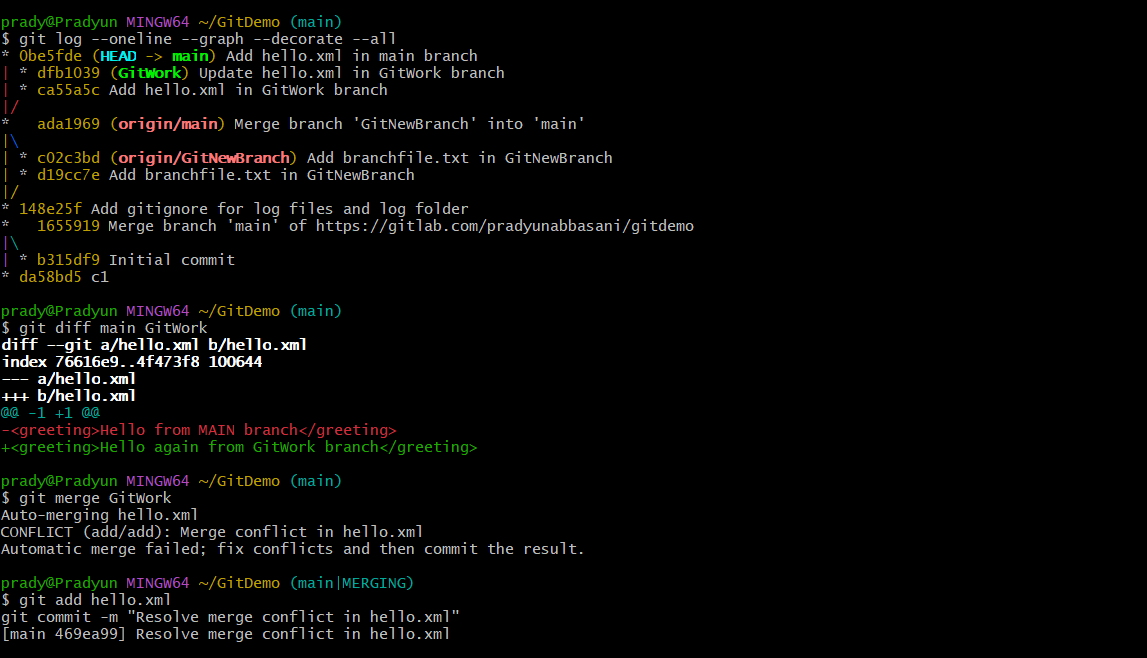 prady@Pradyun MINGW64 ~/GitDemo (main)
$ git log --oneline --graph --decorate --all
* 0be5fde (HEAD -> main) Add hello.xml in main branch
| * dfb1039 (GitWork) Update hello.xml in GitWork branch
| * ca55a5c Add hello.xml in GitWork branch
|/
*   ada1969 (origin/main) Merge branch 'GitNewBranch' into 'main'
|\
| * c02c3bd (origin/GitNewBranch) Add branchfile.txt in GitNewBranch
| * d19cc7e Add branchfile.txt in GitNewBranch
|/
* 148e25f Add gitignore for log files and log folder
*   1655919 Merge branch 'main' of https://gitlab.com/pradyunabbasani/gitdemo
|\
| * b315df9 Initial commit
* da58bd5 c1
prady@Pradyun MINGW64 ~/GitDemo (main)
$ git diff main GitWork
diff --git a/hello.xml b/hello.xml
index 76616e9..4f473f8 100644
--- a/hello.xml
+++ b/hello.xml
@@ -1 +1 @@
-<greeting>Hello from MAIN branch</greeting>
+<greeting>Hello again from GitWork branch</greeting>
prady@Pradyun MINGW64 ~/GitDemo (main)
$ git merge GitWork
Auto-merging hello.xml
CONFLICT (add/add): Merge conflict in hello.xml
Automatic merge failed; fix conflicts and then commit the result.
prady@Pradyun MINGW64 ~/GitDemo (main|MERGING)
$ git add hello.xml
git commit -m "Resolve merge conflict in hello.xml"
[main 469ea99] Resolve merge conflict in hello.xml